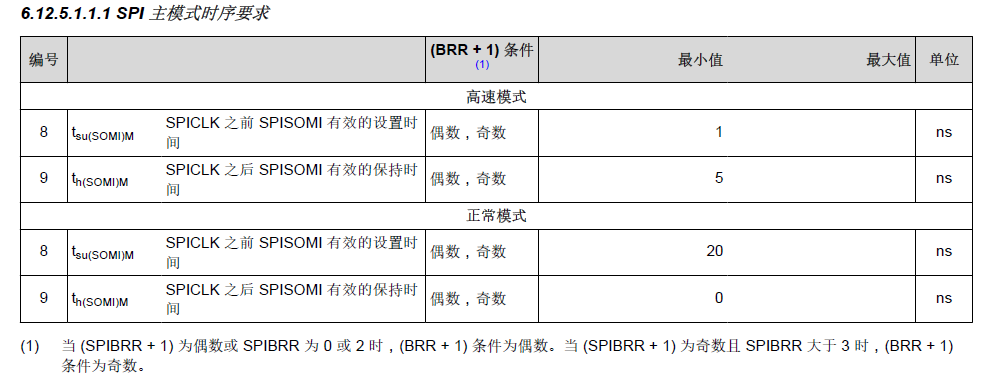 6.12.5.1.1.1 SPI 主模式时序要求
编号 (BRR + 1) 条件(1) 最小值 最大值 单位
高速模式
8 tsu(SOMI)M SPICLK 之前 SPISOMI 有效的设置时间 偶数，奇数 1 ns
9 th(SOMI)M SPICLK 之后 SPISOMI 有效的保持时间 偶数，奇数 5 ns
正常模式
8 tsu(SOMI)M SPICLK 之前 SPISOMI 有效的设置时间 偶数，奇数 20 ns
9 th(SOMI)M SPICLK 之后 SPISOMI 有效的保持时间 偶数，奇数 0 ns
(1) 当 (SPIBRR + 1) 为偶数或 SPIBRR 为 0 或 2 时，(BRR + 1) 条件为偶数。当 (SPIBRR + 1) 为奇数且 SPIBRR 大于 3 时，(BRR + 1)
条件为奇数。